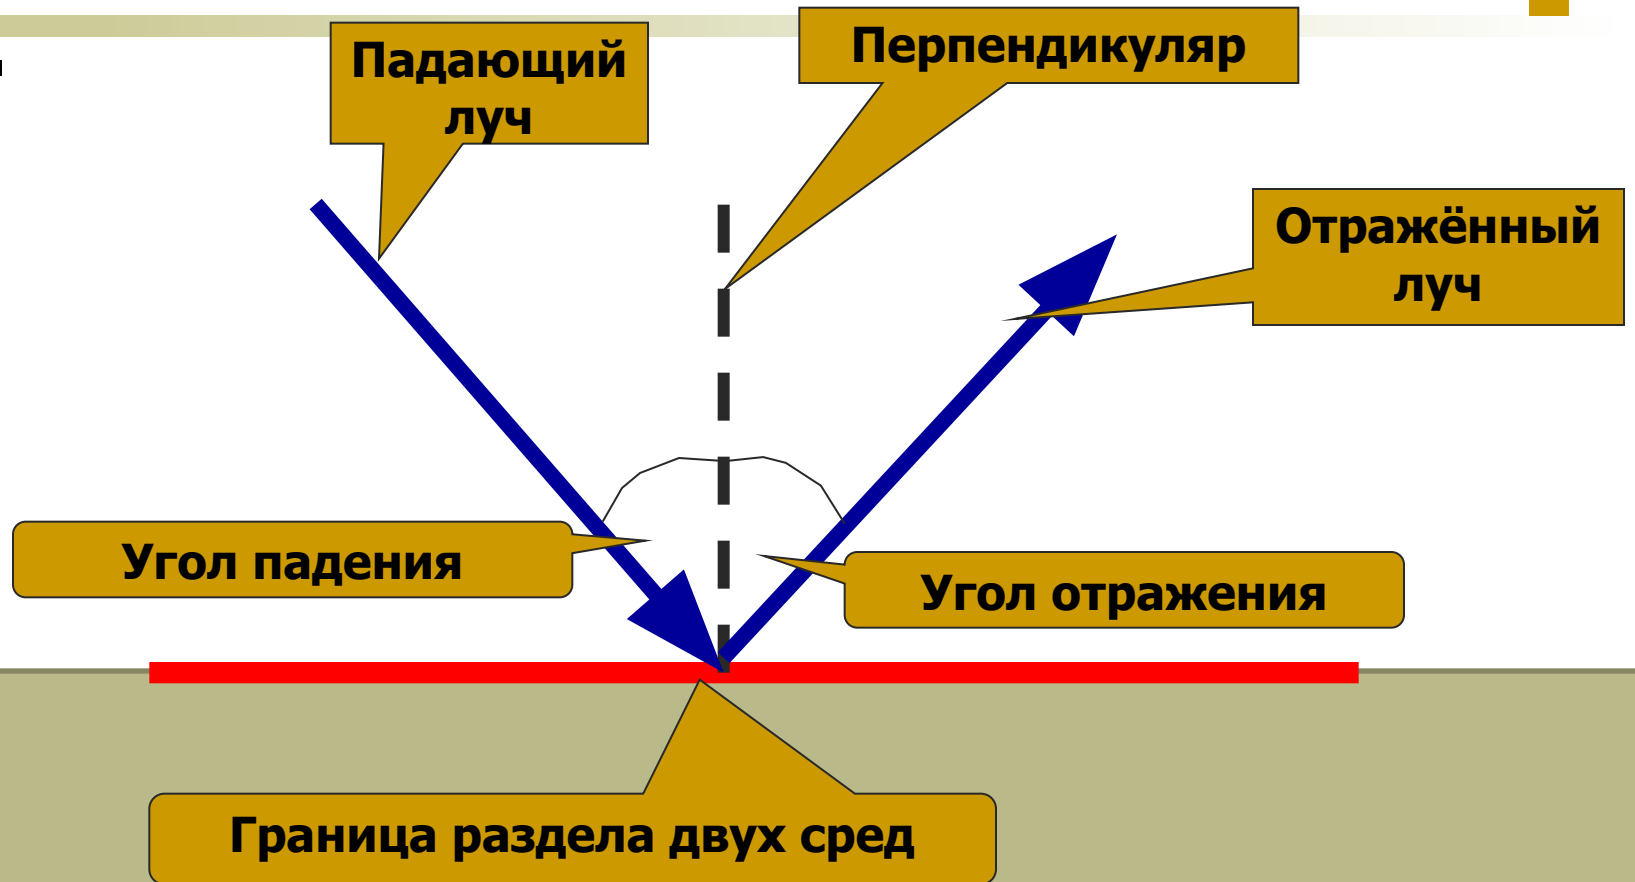 Падающий
луч
Перпендикуляр
Отражённый
луч
Угол падения
Угол отражения
Граница раздела двух сред